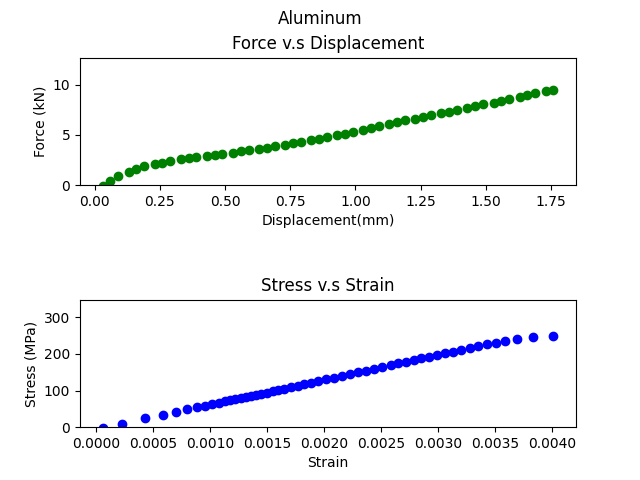 Aluminum
Force v.s Displacement
Force (kN)
10
5
0
0.00 0.25 0.50 0.75 1.00 1.25 1.50 1.75
Displacement(mm)
Stress v.s Strain
Stress (MPa)
300
200
100
0
0.0000 0.0005 0.0010 0.0015 0.0020 0.0025 0.0030 0.0035 0.0040
Strain